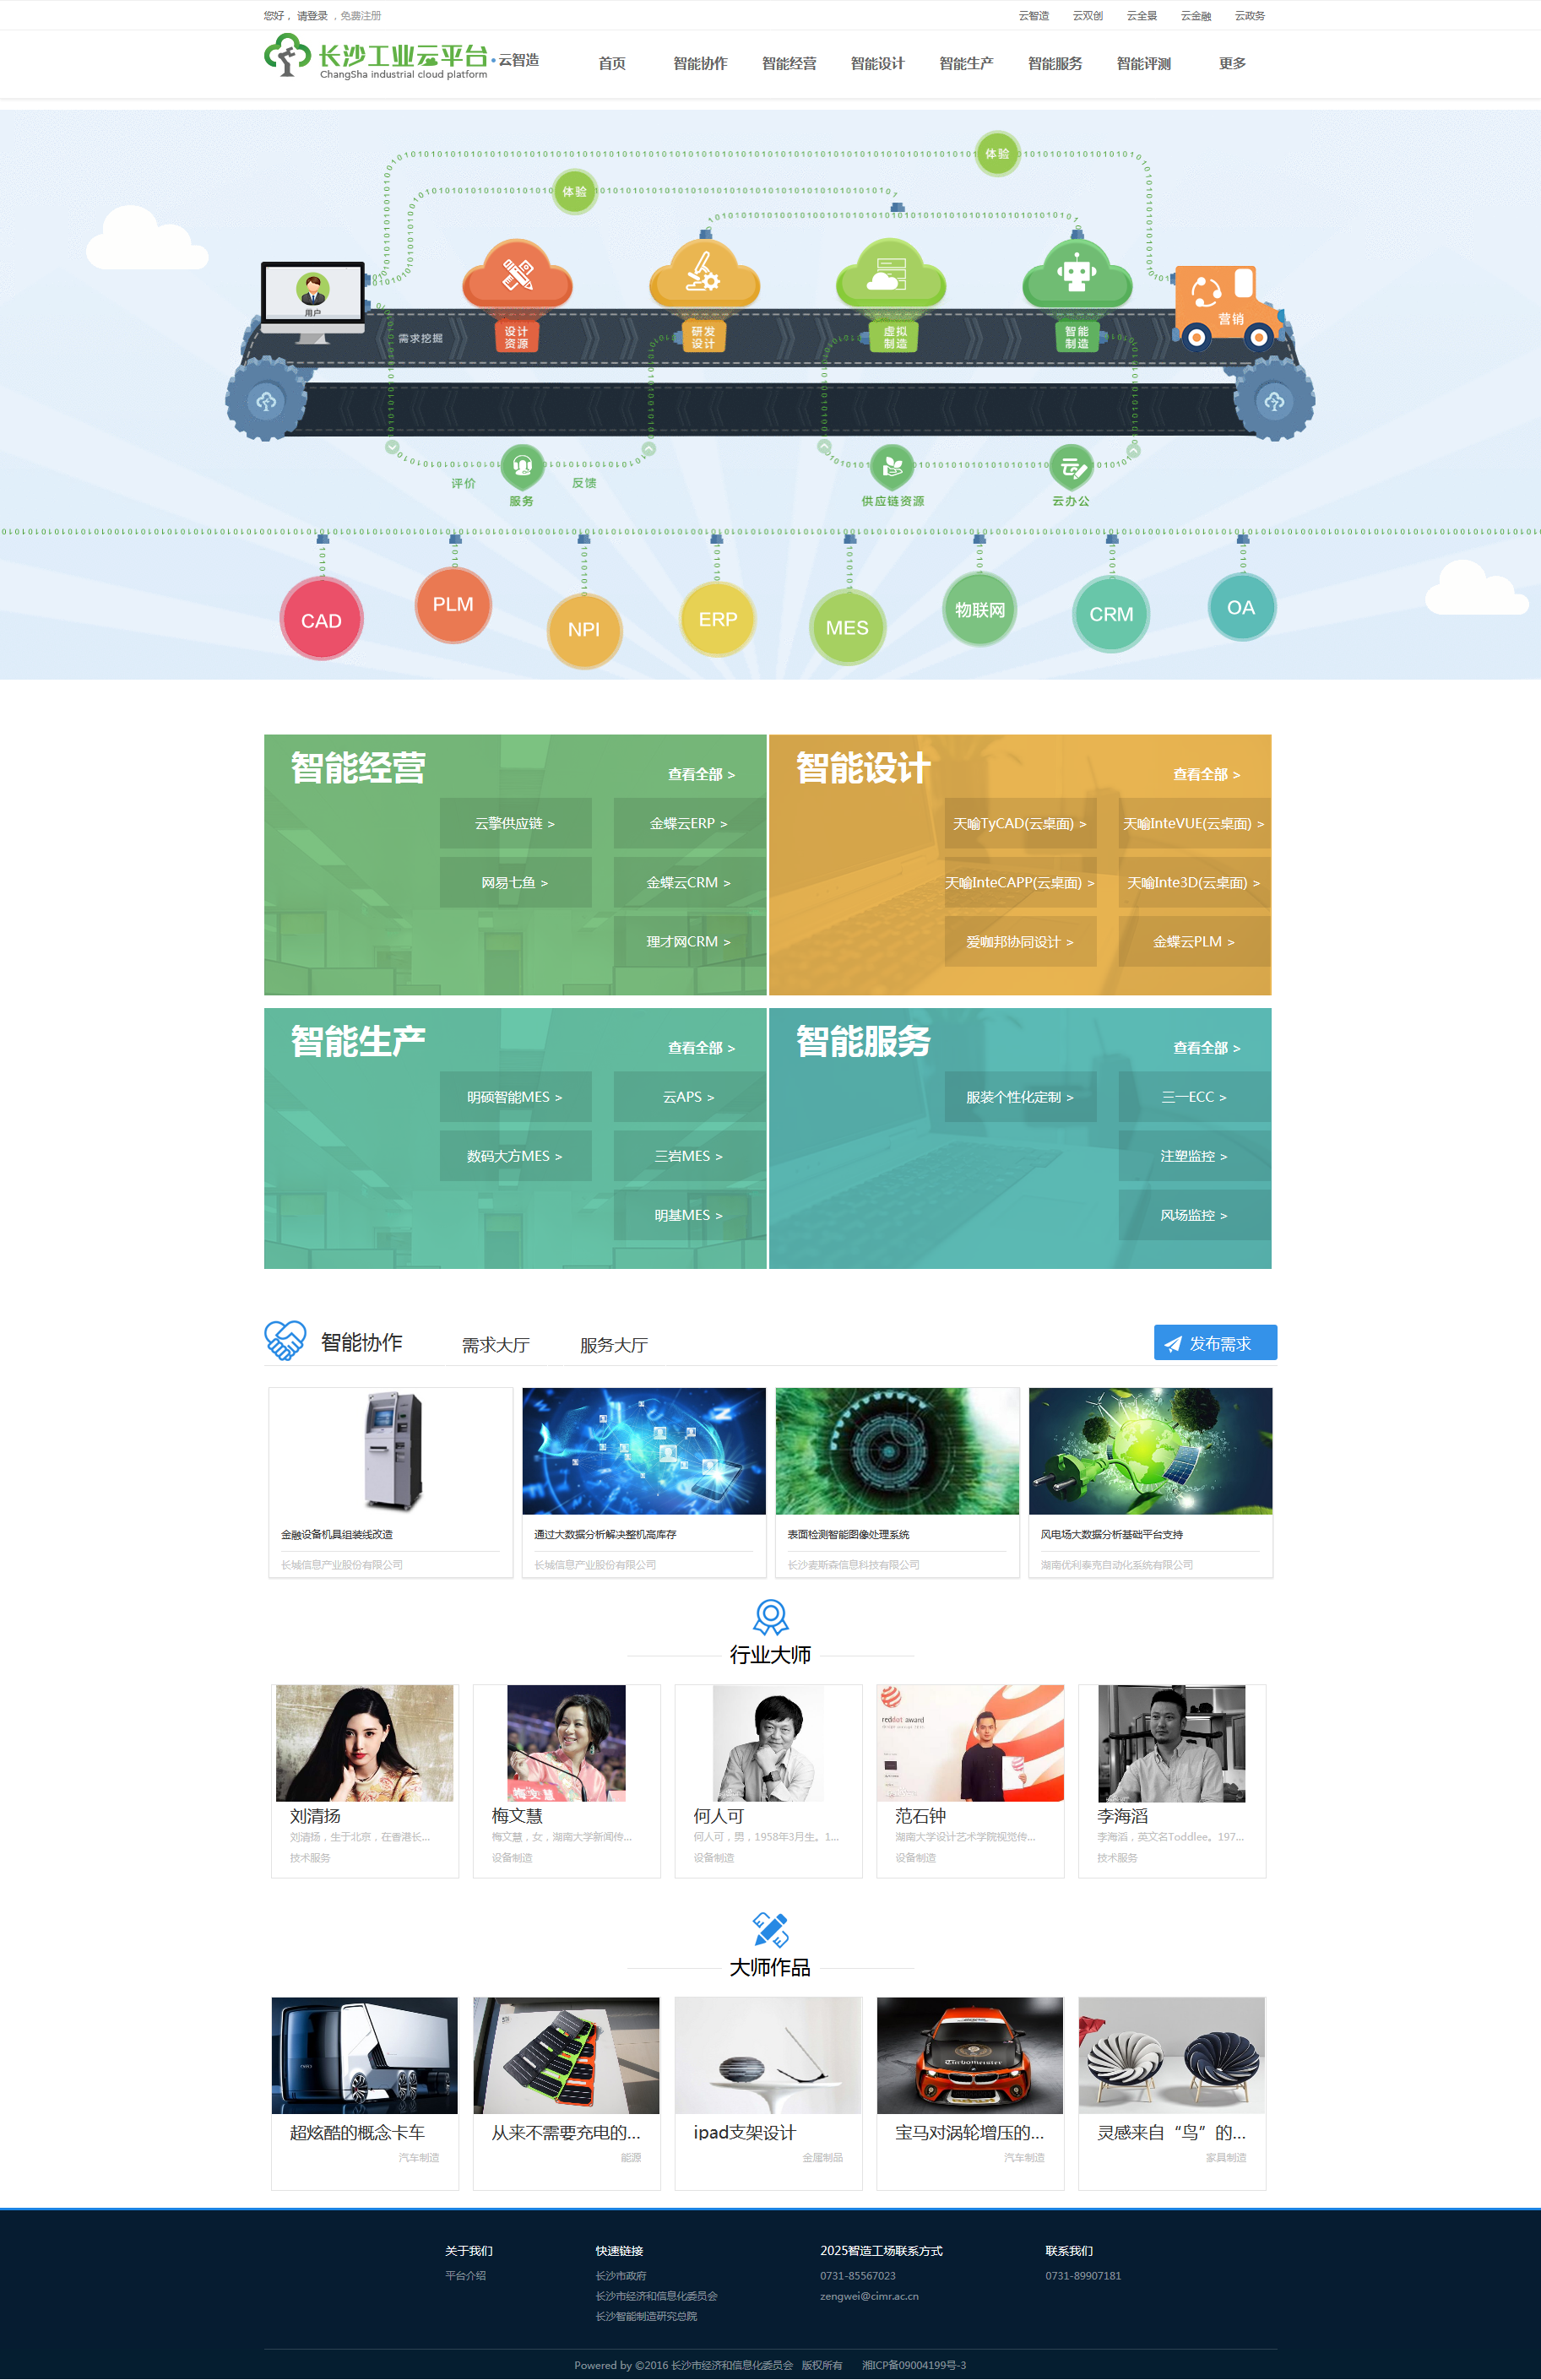 您好， 请登录 ，免费注册
云智造 云双创 云全景 云金融 云政务
长沙工业云平台·云智造
ChangSha industrial cloud platform
首页 智能协作 智能经营 智能设计 智能生产 智能服务 智能评测 更多
体验
体验
用户
需求挖掘
设计资源
研发设计
虚拟制造
智能制造
营销
评价
服务
反馈
供应链资源
云办公
CAD
PLM
NPI
ERP
MES
物联网
CRM
OA
智能经营
查看全部 >
云擎供应链 >
金蝶云ERP >
网易七鱼 >
金蝶云CRM >
理才网CRM >
智能设计
查看全部 >
天喻TyCAD(云桌面) >
天喻InteVUE(云桌面) >
天喻InteCAPP(云桌面) >
天喻Inte3D(云桌面) >
爱咖邦协同设计 >
金蝶云PLM >
智能生产
查看全部 >
明硕智能MES >
云APS >
数码大方MES >
三岩MES >
明基MES >
智能服务
查看全部 >
服装个性化定制 >
三一ECC >
注塑监控 >
风场监控 >
智能协作 需求大厅 服务大厅
发布需求
金融设备机具组装线改造
长城信息产业股份有限公司
通过大数据分析解决整机高库存
长城信息产业股份有限公司
表面检测智能图像处理系统
长沙麦斯森信息科技有限公司
风电场大数据分析基础平台支持
湖南优利泰克自动化系统有限公司
行业大师
刘清扬
刘清扬，生于北京，在香港长...
技术服务
梅文慧
梅文慧
梅文慧，女，湖南大学新闻传...
设备制造
何人可
何人可，男，1958年3月生。1...
设备制造
reddot award
范石钟
湖南大学设计艺术学院视觉传...
设备制造
李海滔
李海滔，英文名Toddlee。197...
技术服务
大师作品
超炫酷的概念卡车
汽车制造
从来不需要充电的...
能源
ipad支架设计
金属制品
宝马对涡轮增压的...
汽车制造
灵感来自“鸟”的...
家具制造
关于我们
平台介绍
快速链接
长沙市政府
长沙市经济和信息化委员会
长沙智能制造研究总院
2025智造工场联系方式
0731-85567023
zengwei@cimr.ac.cn
联系我们
0731-89907181
Powered by ©2016 长沙市经济和信息化委员会 版权所有 湘ICP备09004199号-3